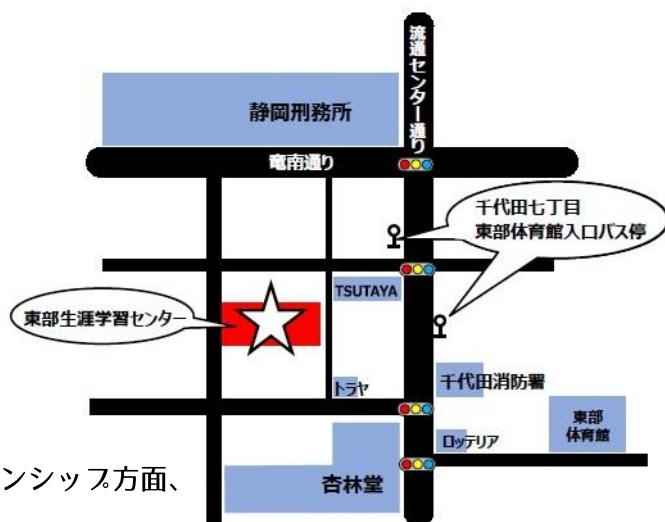 流通センター通り
静岡刑務所
竜南通り
千代田七丁目
東部体育館入口バス停
TSUTAYA
東部生涯学習センター
トラヤ
千代田消防署
東部
体育館
ロッテリア
杏林堂
ンシップ方面、